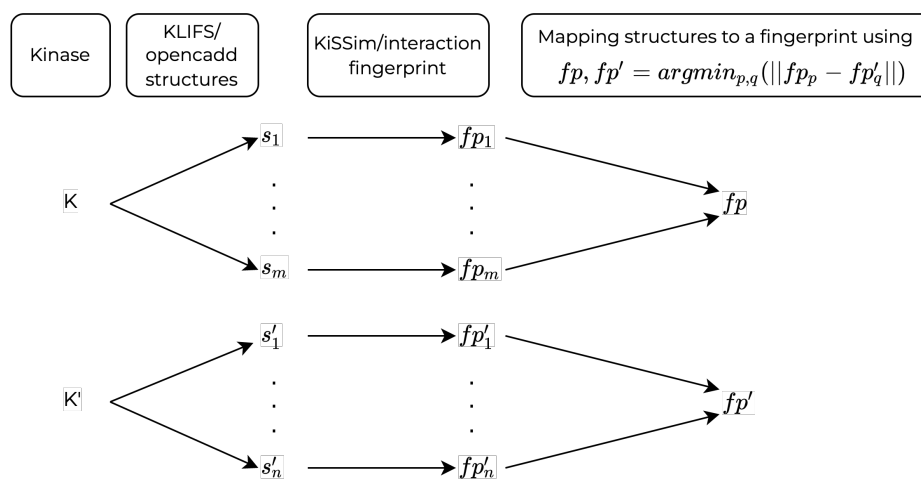 Kinase
KLIFS/
opencadd
structures
KiSSim/interaction
fingerprint
Mapping structures to a fingerprint using
$fp, fp' = argmin_{p,q}(||fp_p - fp'_q||)$
K
$s_1$
$fp_1$
.
.
.
.
.
.
$fp$
$s_m$
$fp_m$
K'
$s'_1$
$fp'_1$
.
.
.
.
.
.
$fp'$
$s'_n$
$fp'_n$